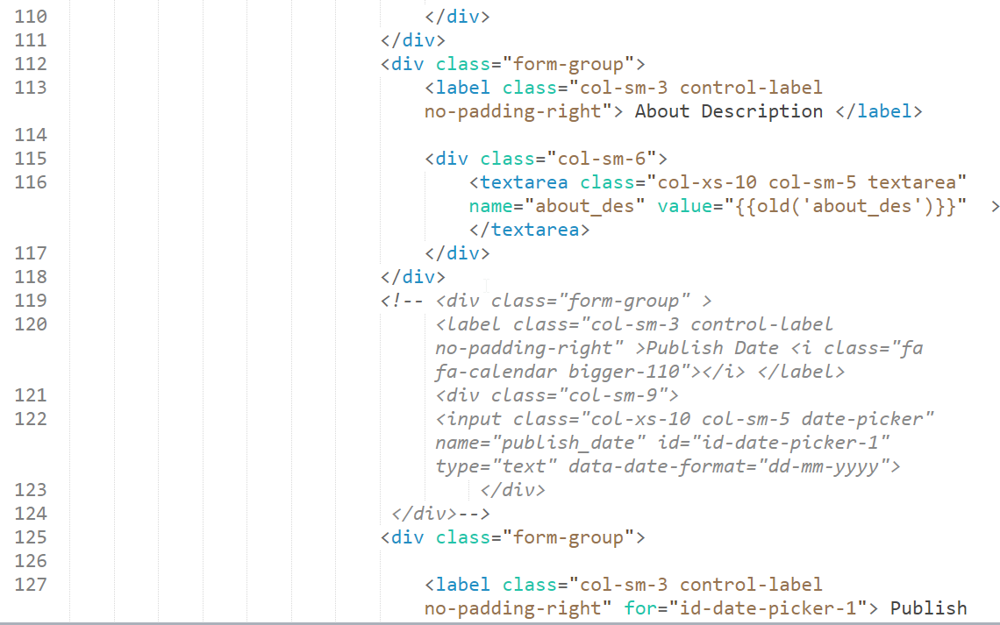 110 </div>
111 </div>
112 <div class="form-group">
113 <label class="col-sm-3 control-label
no-padding-right"> About Description </label>
114
115 <div class="col-sm-6">
116 <textarea class="col-xs-10 col-sm-5 textarea"
name="about_des" value="{{old('about_des')}}"  >
</textarea>
117 </div>
118 </div>
119 <!-- <div class="form-group" >
120 <label class="col-sm-3 control-label
no-padding-right" >Publish Date <i class="fa
fa-calendar bigger-110"></i> </label>
121 <div class="col-sm-9">
122 <input class="col-xs-10 col-sm-5 date-picker"
name="publish_date" id="id-date-picker-1"
type="text" data-date-format="dd-mm-yyyy">
123 </div>
124 </div>-->
125 <div class="form-group">
126
127 <label class="col-sm-3 control-label
no-padding-right" for="id-date-picker-1"> Publish